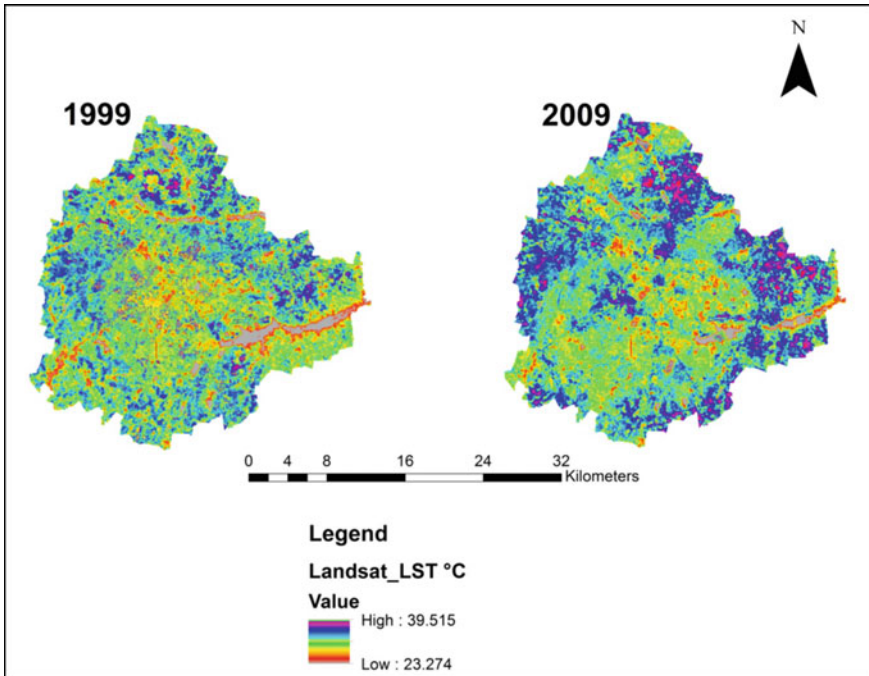 N
1999
2009
0 4 8 16 24 32
Kilometers
Legend
Landsat_LST °C
Value
High : 39.515
Low : 23.274